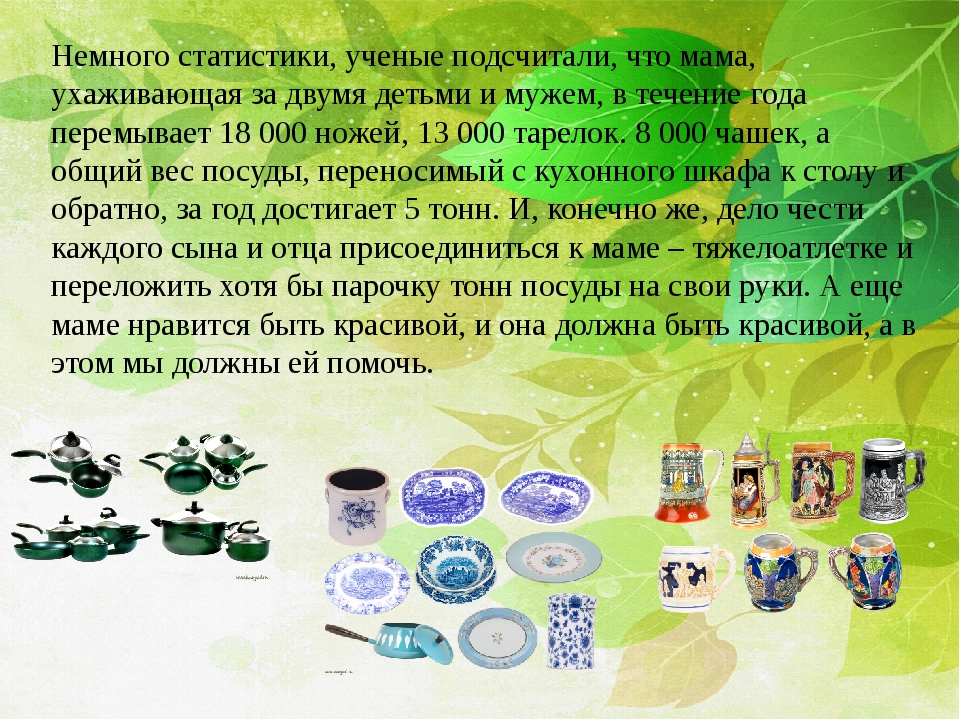 Немного статистики, ученые подсчитали, что мама,
ухаживающая за двумя детьми и мужем, в течение года
перемывает 18 000 ножей, 13 000 тарелок. 8 000 чашек, а
общий вес посуды, переносимый с кухонного шкафа к столу и
обратно, за год достигает 5 тонн. И, конечно же, дело чести
каждого сына и отца присоединиться к маме – тяжелоатлетке и
переложить хотя бы парочку тонн посуды на свои руки. А еще
маме нравится быть красивой, и она должна быть красивой, а в
этом мы должны ей помочь.